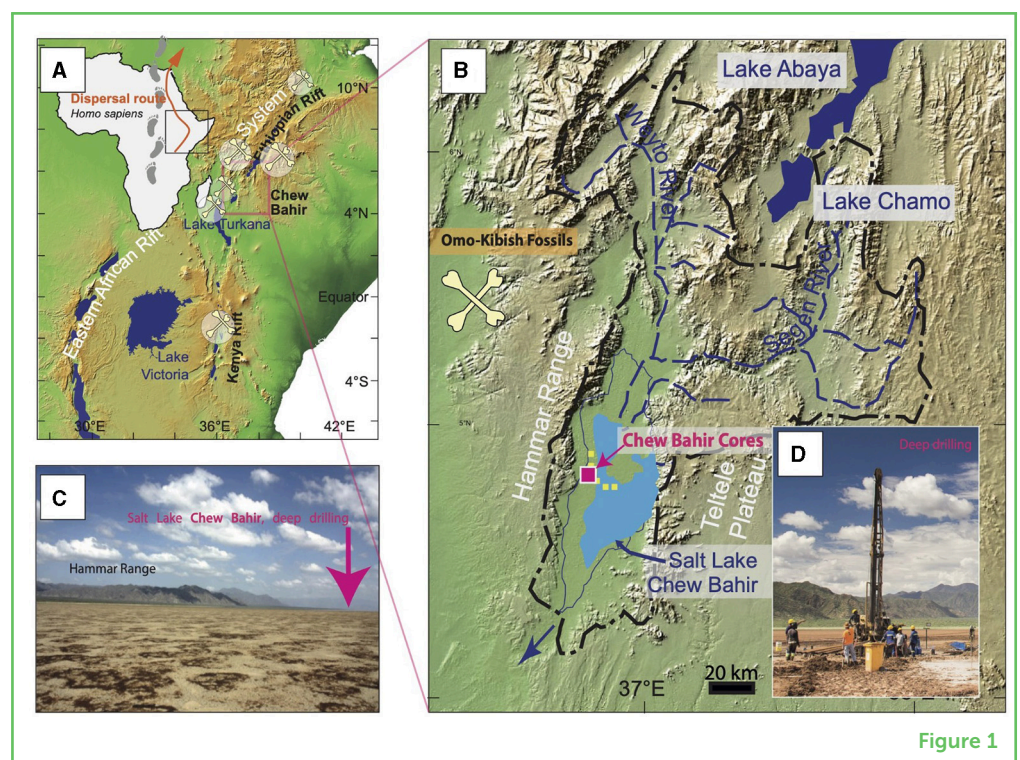 A
Dispersal route
Homo sapiens
System
Ethiopian Rift
10°N
Chew
Bahir
4°N
Lake Turkana
Eastern African Rift
Equator
Lake
Victoria
Kenya Rift
4°S
30°E
36°E
42°E
B
Lake Abaya
Weyto River
6°N
Lake Chamo
Omo-Kibish Fossils
Segen River
Hammar Range
5°N
Chew Bahir Cores
Teltele
Plateau
Salt Lake
Chew Bahir
20 km
37°E
C
Salt Lake Chew Bahir, deep drilling
Hammar Range
D
Deep drilling
Figure 1